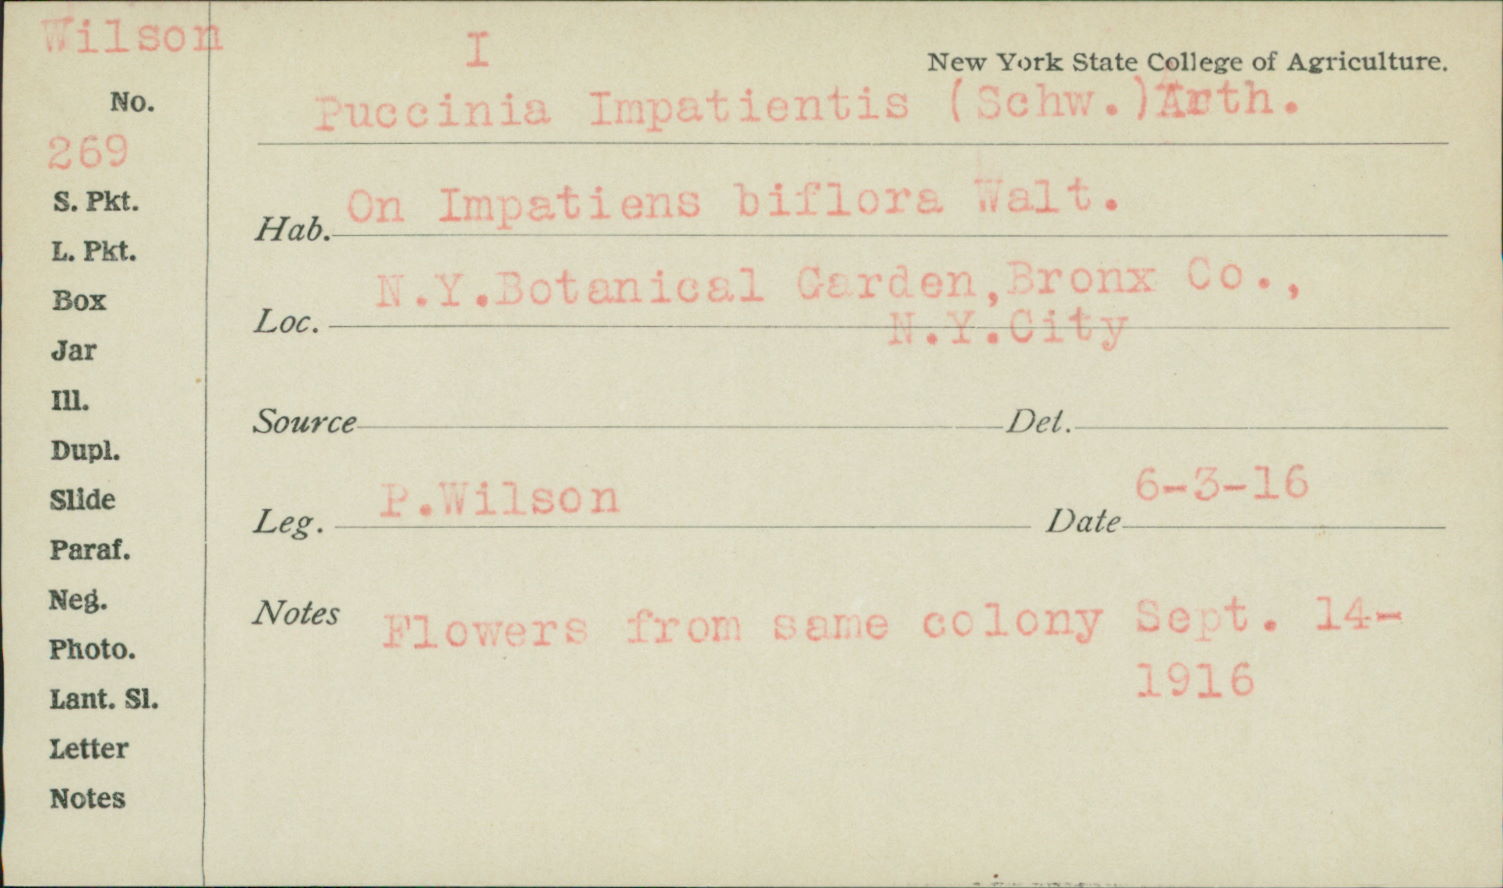 Wilson
I
New York State College of Agriculture.
No.
Puccinia Impatientis (Schw.)Arth.
269
S. Pkt.
Hab. On Impatiens biflora Walt.
L. Pkt.
Box
Loc. N.Y.Botanical Garden,Bronx Co.,
N.Y.City
Jar
Ill.
Source Det.
Dupl.
Slide
Leg. P.Wilson Date 6-3-16
Paraf.
Neg.
Notes Flowers from same colony Sept. 14-
1916
Photo.
Lant. Sl.
Letter
Notes